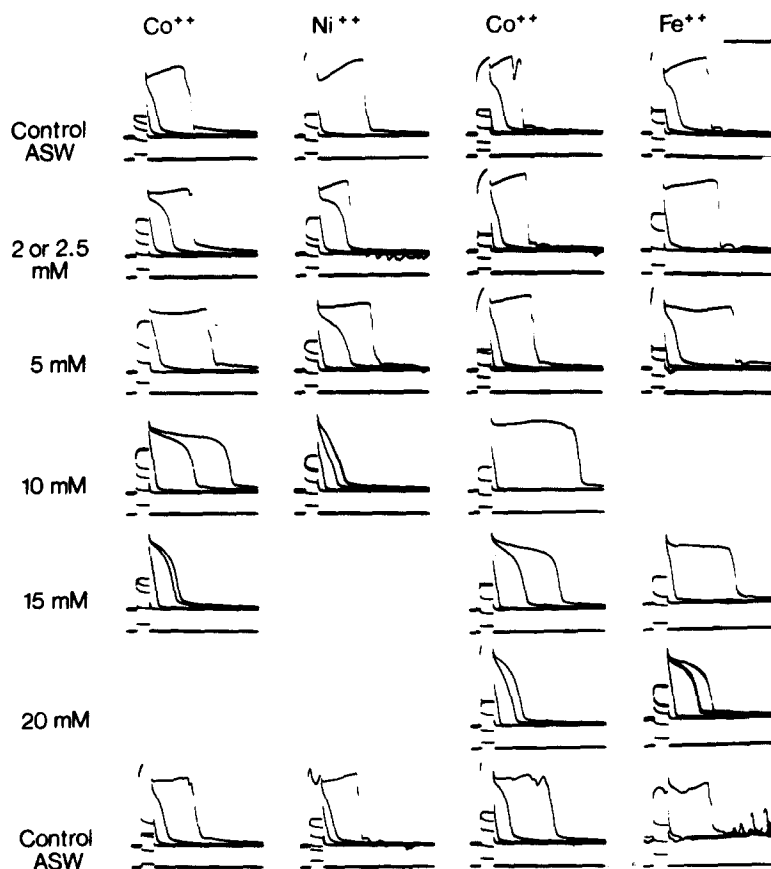 Co++ Ni++ Co++ Fe++
Control
ASW
2 or 2.5
mM
5 mM
10 mM
15 mM
20 mM
Control
ASW